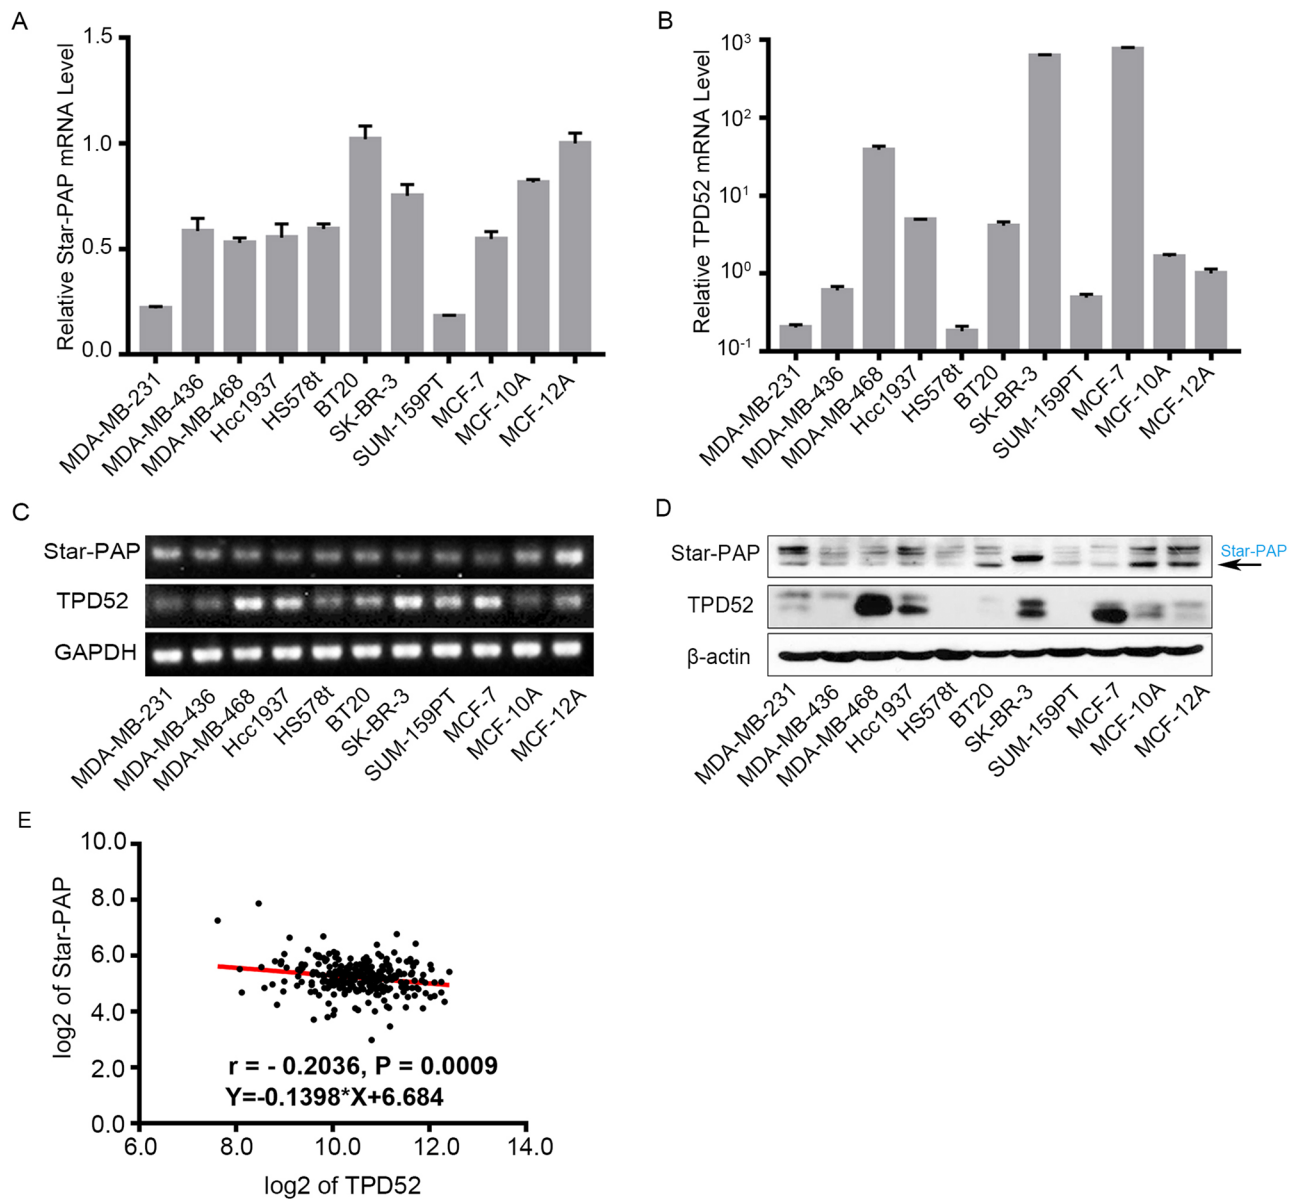 A
Relative Star-PAP mRNA Level
1.5
1.0
0.5
0.0
MDA-MB-231
MDA-MB-436
MDA-MB-468
Hcc1937
HS578t
BT20
SK-BR-3
SUM-159PT
MCF-7
MCF-10A
MCF-12A
B
Relative TPD52 mRNA Level
10³
10²
10¹
10⁰
10⁻¹
MDA-MB-231
MDA-MB-436
MDA-MB-468
Hcc1937
HS578t
BT20
SK-BR-3
SUM-159PT
MCF-7
MCF-10A
MCF-12A
C
Star-PAP
TPD52
GAPDH
MDA-MB-231
MDA-MB-436
MDA-MB-468
Hcc1937
HS578t
BT20
SK-BR-3
SUM-159PT
MCF-7
MCF-10A
MCF-12A
D
Star-PAP
Star-PAP
TPD52
β-actin
MDA-MB-231
MDA-MB-436
MDA-MB-468
Hcc1937
HS578t
BT20
SK-BR-3
SUM-159PT
MCF-7
MCF-10A
MCF-12A
E
log2 of Star-PAP
10.0
8.0
6.0
4.0
2.0
0.0
r = - 0.2036, P = 0.0009
Y=-0.1398*X+6.684
6.0
8.0
10.0
12.0
14.0
log2 of TPD52